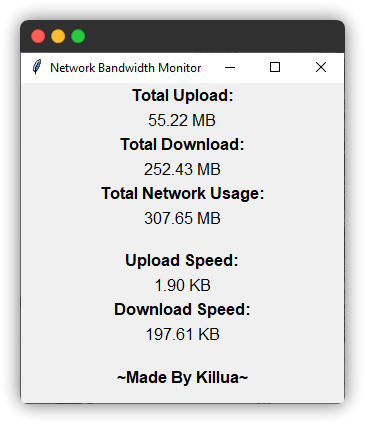 Network Bandwidth Monitor
Total Upload:
55.22 MB
Total Download:
252.43 MB
Total Network Usage:
307.65 MB
Upload Speed:
1.90 KB
Download Speed:
197.61 KB
~Made By Killua~